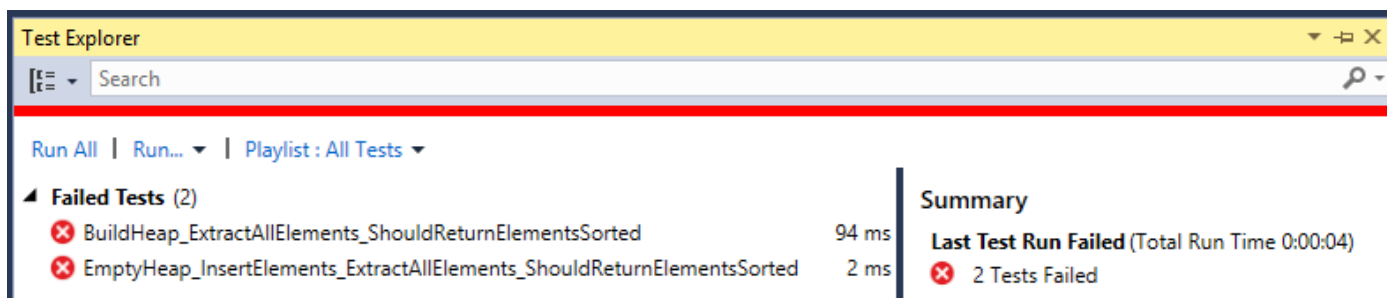 Test Explorer
Search
Run All | Run... | Playlist : All Tests
Failed Tests (2)
BuildHeap_ExtractAllElements_ShouldReturnElementsSorted 94 ms
EmptyHeap_InsertElements_ExtractAllElements_ShouldReturnElementsSorted 2 ms
Summary
Last Test Run Failed (Total Run Time 0:00:04)
2 Tests Failed